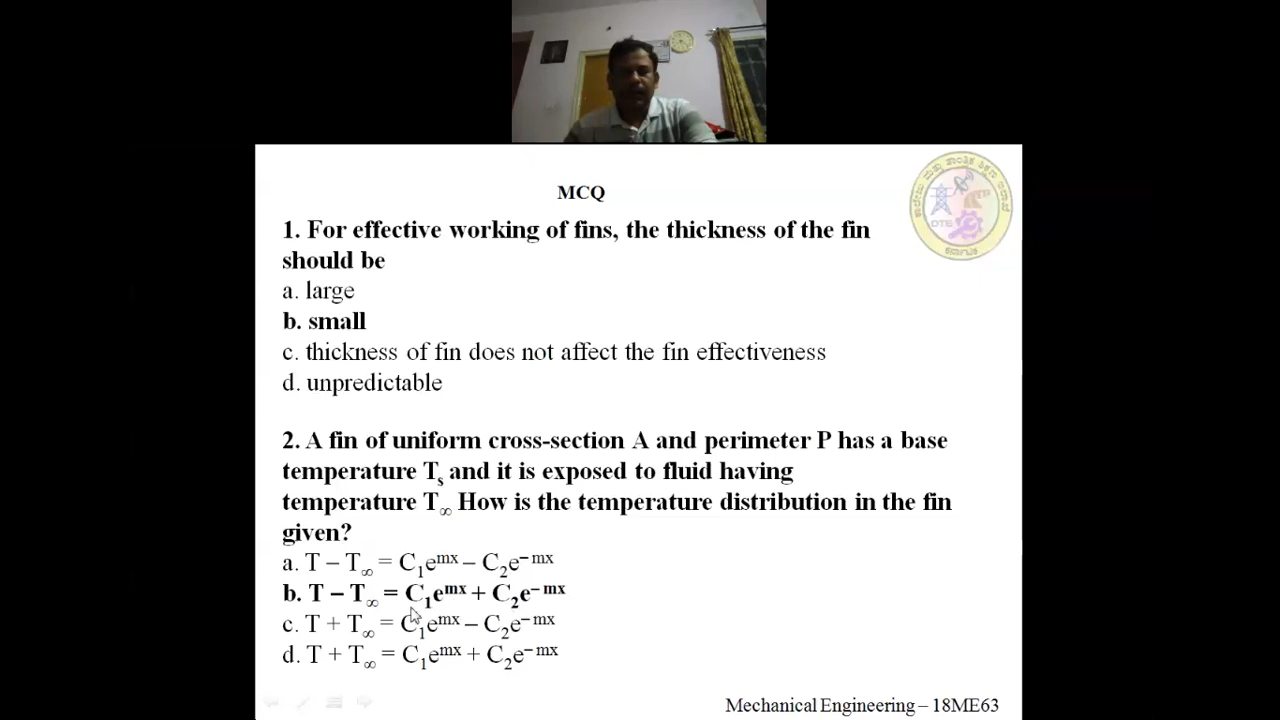 MCQ
1. For effective working of fins, the thickness of the fin
should be
a. large
b. small
c. thickness of fin does not affect the fin effectiveness
d. unpredictable
2. A fin of uniform cross-section A and perimeter P has a base
temperature Tₛ and it is exposed to fluid having
temperature T∞ How is the temperature distribution in the fin
given?
a. T – T∞ = C₁eᵐˣ – C₂e⁻ᵐˣ
b. T – T∞ = C₁eᵐˣ + C₂e⁻ᵐˣ
c. T + T∞ = C₁eᵐˣ – C₂e⁻ᵐˣ
d. T + T∞ = C₁eᵐˣ + C₂e⁻ᵐˣ
DTE
Mechanical Engineering – 18ME63